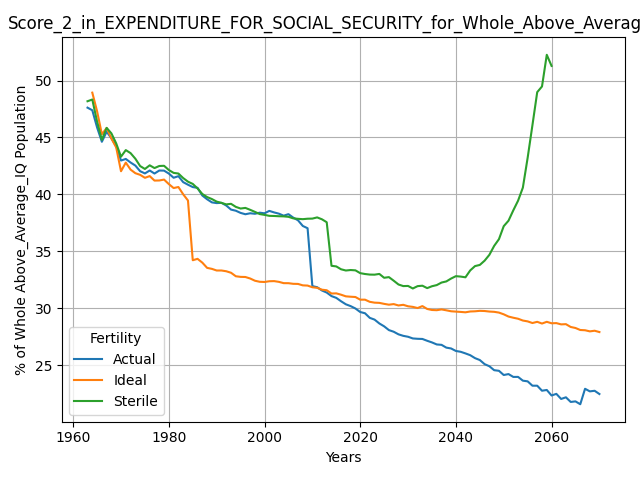 Score_2_in_EXPENDITURE_FOR_SOCIAL_SECURITY_for_Whole_Above_Averag
% of Whole Above_Average_IQ Population
50
45
40
35
30
25
Fertility
Actual
Ideal
Sterile
1960
1980
2000
2020
2040
2060
Years